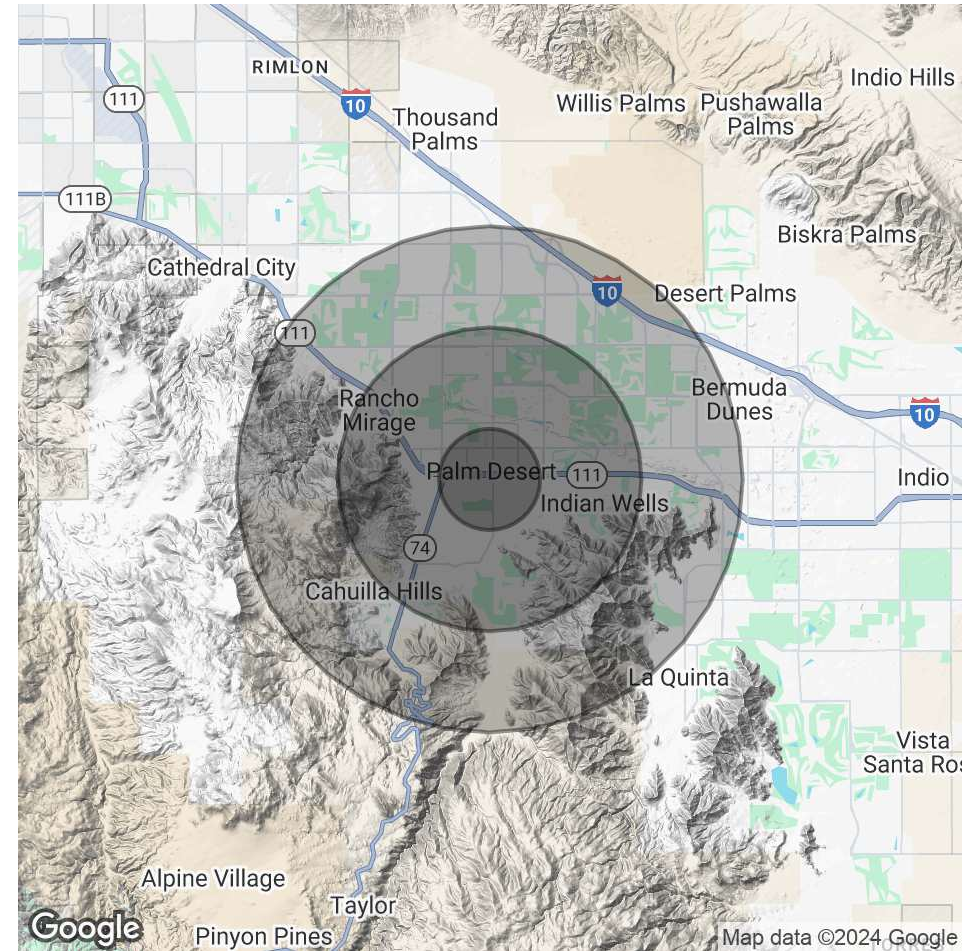 RIMLON
Indio Hills
111
10
Willis Palms
Pushawalla
Palms
Thousand
Palms
111B
Biskra Palms
Cathedral City
10
Desert Palms
111
Rancho
Mirage
Bermuda
Dunes
10
Palm Desert
111
Indio
Indian Wells
74
Cahuilla Hills
La Quinta
Vista
Santa Ros
Alpine Village
Taylor
Google
Pinyon Pines
Map data ©2024 Google